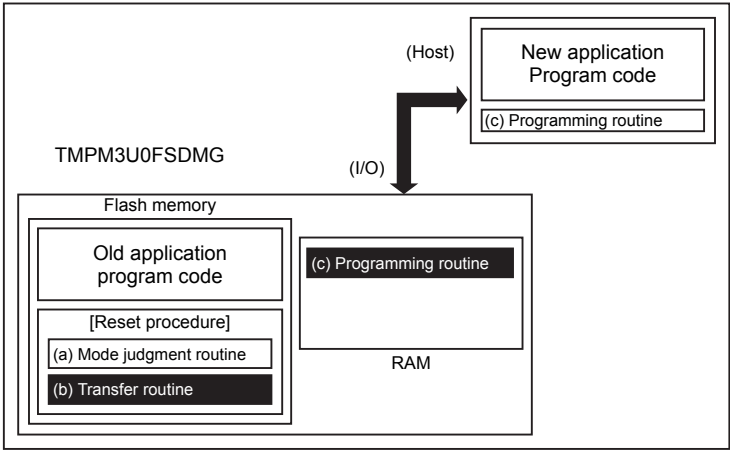 (Host)
New application
Program code
(c) Programming routine
TMPM3U0FSDMG
(I/O)
Flash memory
Old application
program code
[Reset procedure]
(a) Mode judgment routine
(b) Transfer routine
(c) Programming routine
RAM